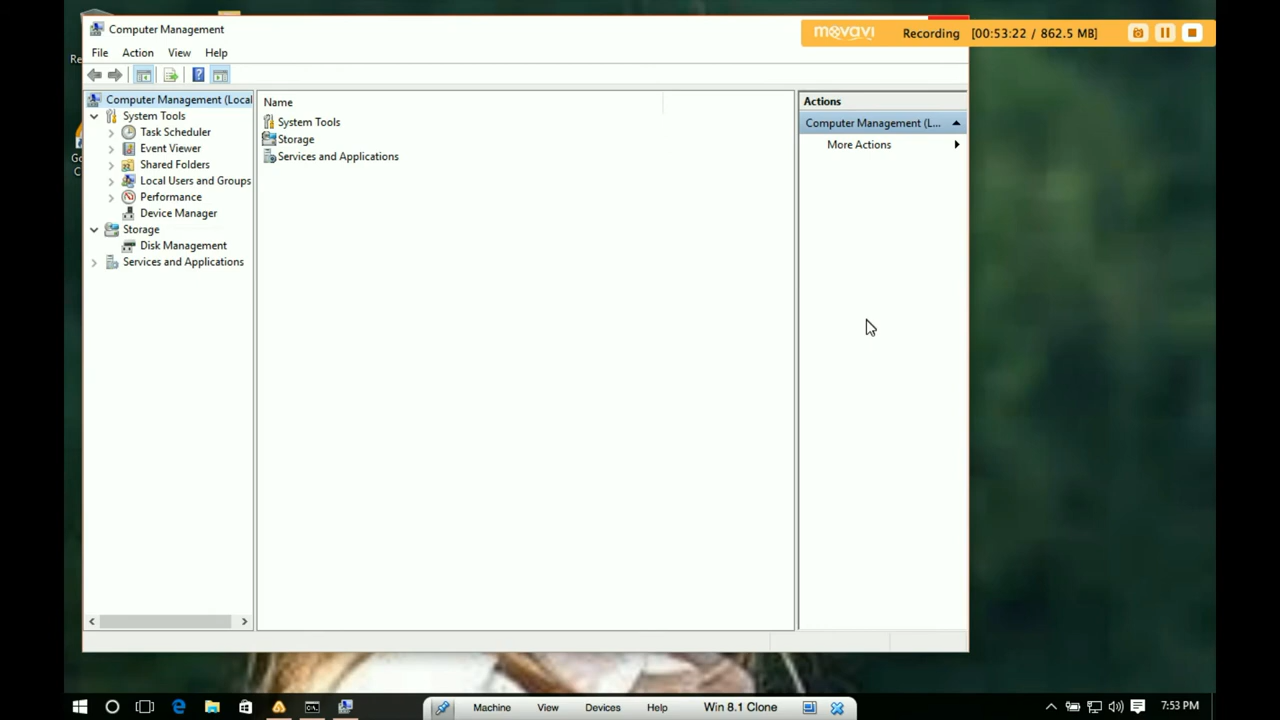 Computer Management
movavi
Recording [00:53:22 / 862.5 MB]
File Action View Help
Computer Management (Local
System Tools
Task Scheduler
Event Viewer
Shared Folders
Local Users and Groups
Performance
Device Manager
Storage
Disk Management
Services and Applications
Name
System Tools
Storage
Services and Applications
Actions
Computer Management (L...
More Actions
Re
Go
C
Machine View Devices Help Win 8.1 Clone
7:53 PM